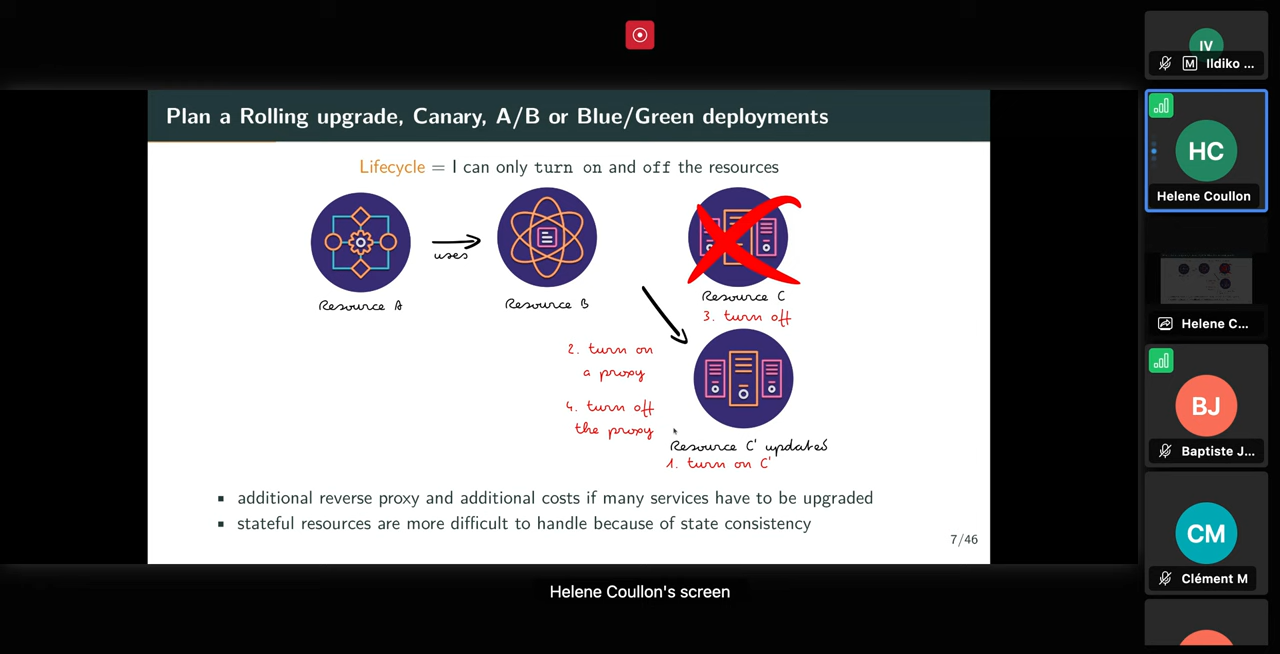 Plan a Rolling upgrade, Canary, A/B or Blue/Green deployments
Lifecycle = I can only turn on and off the resources
uses
Resource A
Resource B
Resource C
3. turn off
2. turn on
a proxy
4. turn off
the proxy
Resource C' updated
1. turn on C'
additional reverse proxy and additional costs if many services have to be upgraded
stateful resources are more difficult to handle because of state consistency
7/46
Helene Coullon's screen
IV
M Ildiko ...
HC
Helene Coullon
Helene C...
BJ
Baptiste J...
CM
Clément M